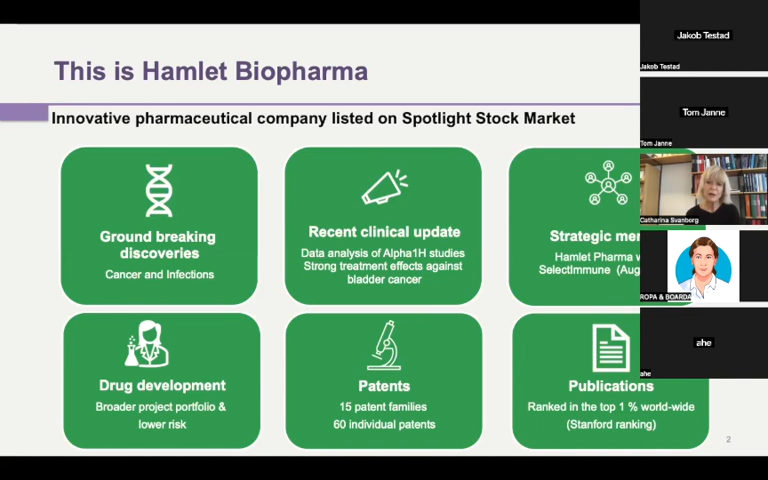 This is Hamlet Biopharma
Innovative pharmaceutical company listed on Spotlight Stock Market
Ground breaking
discoveries
Cancer and Infections
Recent clinical update
Data analysis of Alpha1H studies
Strong treatment effects against
bladder cancer
Strategic
Hamlet Pharma
SelectImmune
Drug development
Broader project portfolio &
lower risk
Patents
15 patent families
60 individual patents
Publications
Ranked in the top 1 % world-wide
(Stanford ranking)
2
Jakob Testad
Jakob Testad
Tom Janne
Tom Janne
Catharina Svanborg
ROPA & BOARDA
ahe
ahe